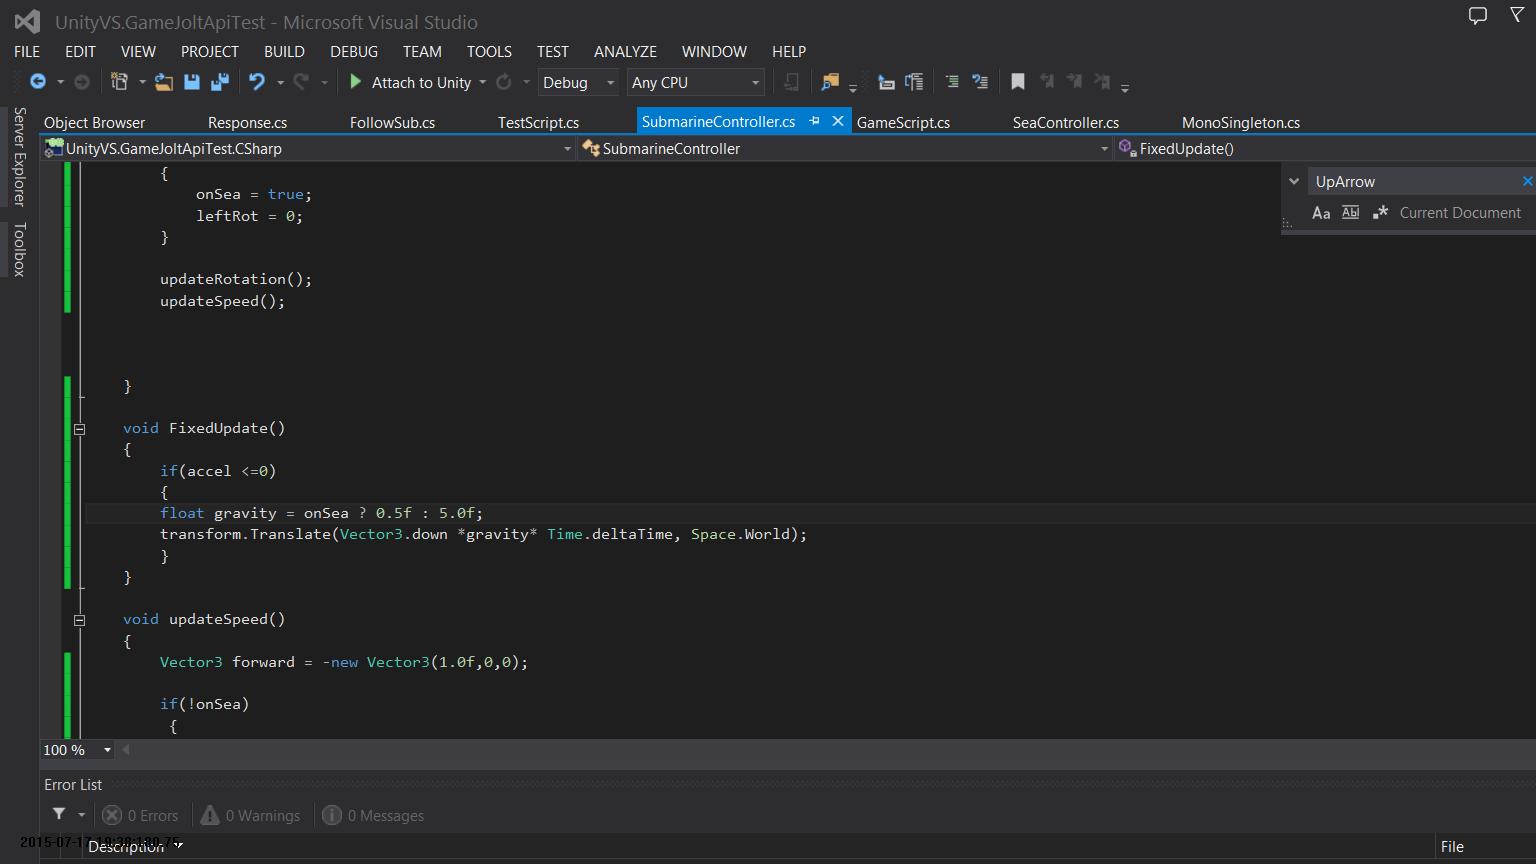 UnityVS.GameJoltApiTest - Microsoft Visual Studio
FILE EDIT VIEW PROJECT BUILD DEBUG TEAM TOOLS TEST ANALYZE WINDOW HELP
Attach to Unity Debug Any CPU
Server Explorer
Toolbox
Object Browser Response.cs FollowSub.cs TestScript.cs SubmarineController.cs GameScript.cs SeaController.cs MonoSingleton.cs
UnityVS.GameJoltApiTest.CSharp SubmarineController FixedUpdate()
UpArrow
Aa Abl .* Current Document
{
onSea = true;
leftRot = 0;
}
updateRotation();
updateSpeed();
}
void FixedUpdate()
{
if(accel <=0)
{
float gravity = onSea ? 0.5f : 5.0f;
transform.Translate(Vector3.down *gravity* Time.deltaTime, Space.World);
}
}
void updateSpeed()
{
Vector3 forward = -new Vector3(1.0f,0,0);
if(!onSea)
{
100 %
Error List
0 Errors 0 Warnings 0 Messages
2015-07-17
Description File